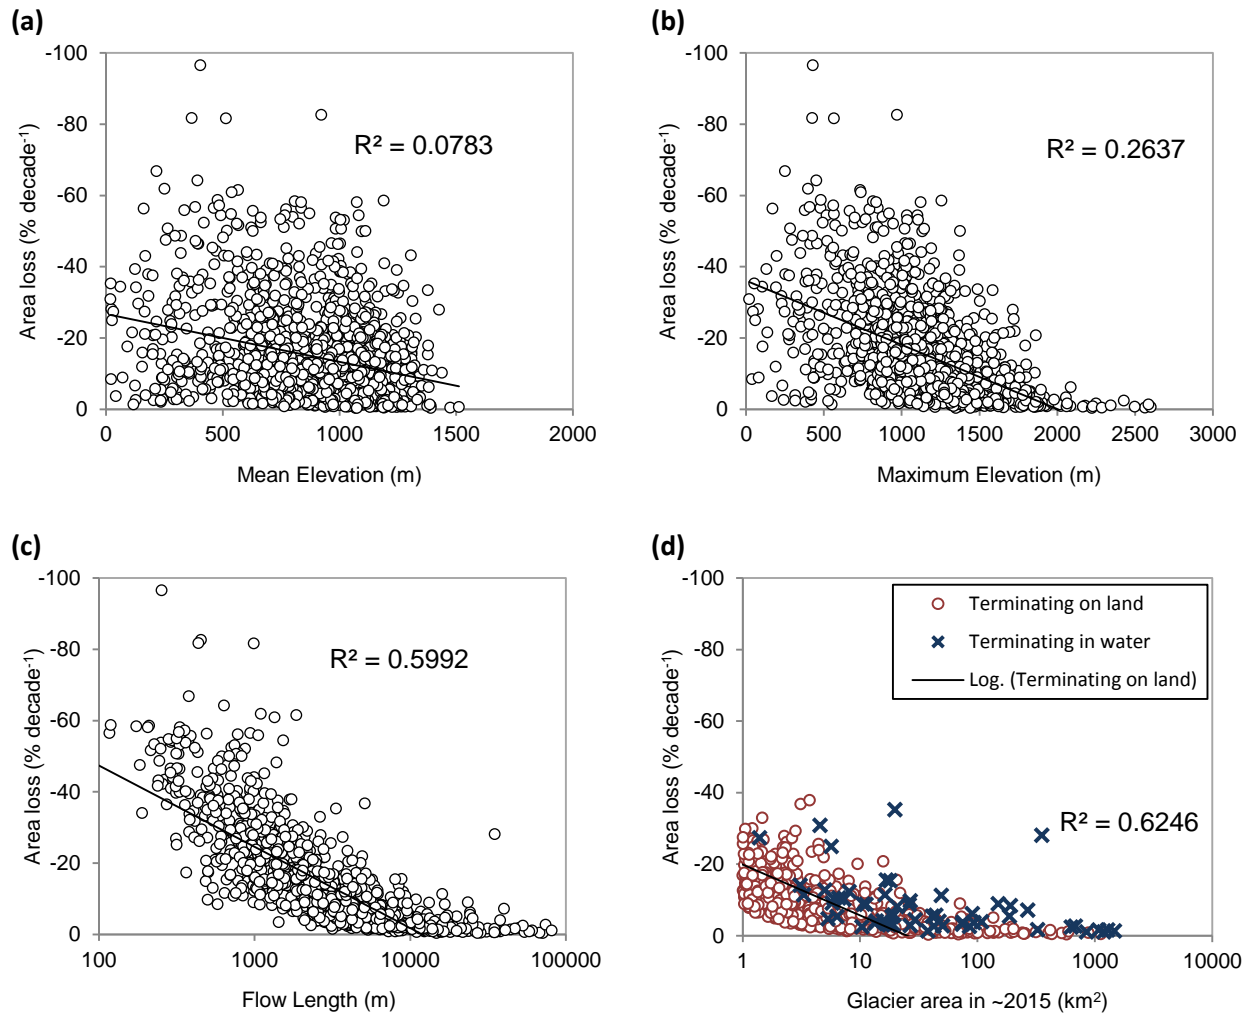 (a)
-100
-80
-60
-40
-20
0
Area loss (% decade⁻¹)
R² = 0.0783
0 500 1000 1500 2000
Mean Elevation (m)
(b)
-100
-80
-60
-40
-20
0
Area loss (% decade⁻¹)
R² = 0.2637
0 500 1000 1500 2000 2500 3000
Maximum Elevation (m)
(c)
-100
-80
-60
-40
-20
0
Area loss (% decade⁻¹)
R² = 0.5992
100 1000 10000 100000
Flow Length (m)
(d)
-100
-80
-60
-40
-20
0
Area loss (% decade⁻¹)
Terminating on land
Terminating in water
Log. (Terminating on land)
R² = 0.6246
1 10 100 1000 10000
Glacier area in ~2015 (km²)